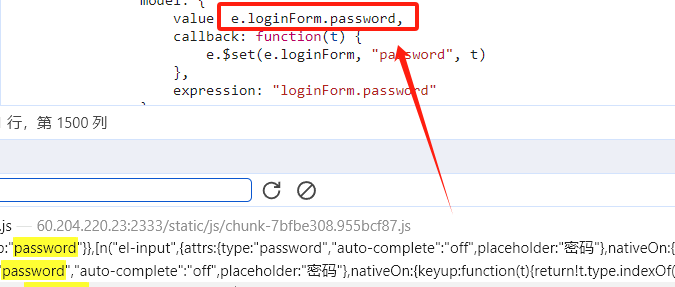 model: {
value: e.loginForm.password,
callback: function(t) {
e.$set(e.loginForm, "password", t)
},
expression: "loginForm.password"
行，第 1500 列
.js — 60.204.220.23:2333/static/js/chunk-7bfbe308.955bcf87.js
:"password"}},[n("el-input",{attrs:{type:"password","auto-complete":"off",placeholder:"密码"},nativeOn:{
"password","auto-complete":"off",placeholder:"密码"},nativeOn:{keyup:function(t){return!t.type.indexOf(